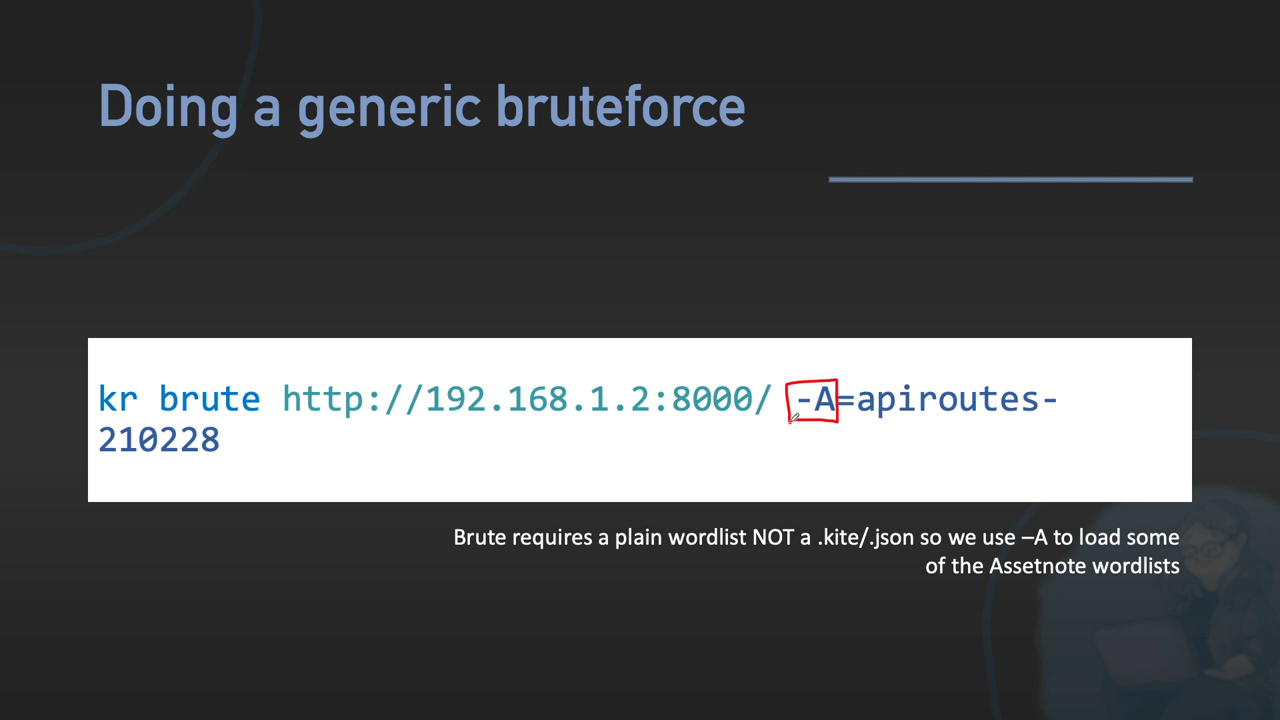 Doing a generic bruteforce
kr brute http://192.168.1.2:8000/ -A=apiroutes-
210228
Brute requires a plain wordlist NOT a .kite/.json so we use –A to load some
of the Assetnote wordlists